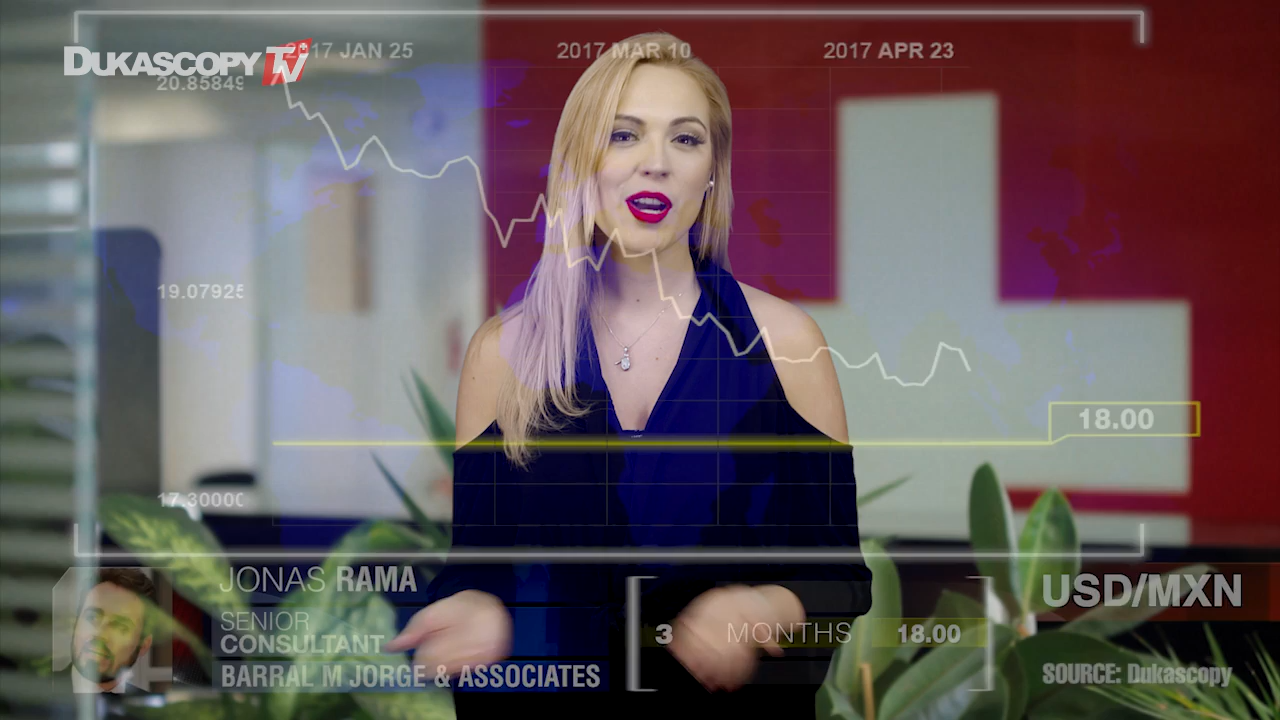 DUKASCOPY TV
2017 JAN 25
2017 MAR 10
2017 APR 23
20.85849
19.07925
18.00
17.30000
JONAS RAMA
SENIOR
CONSULTANT
BARRAL M JORGE & ASSOCIATES
3 MONTHS 18.00
USD/MXN
SOURCE: Dukascopy